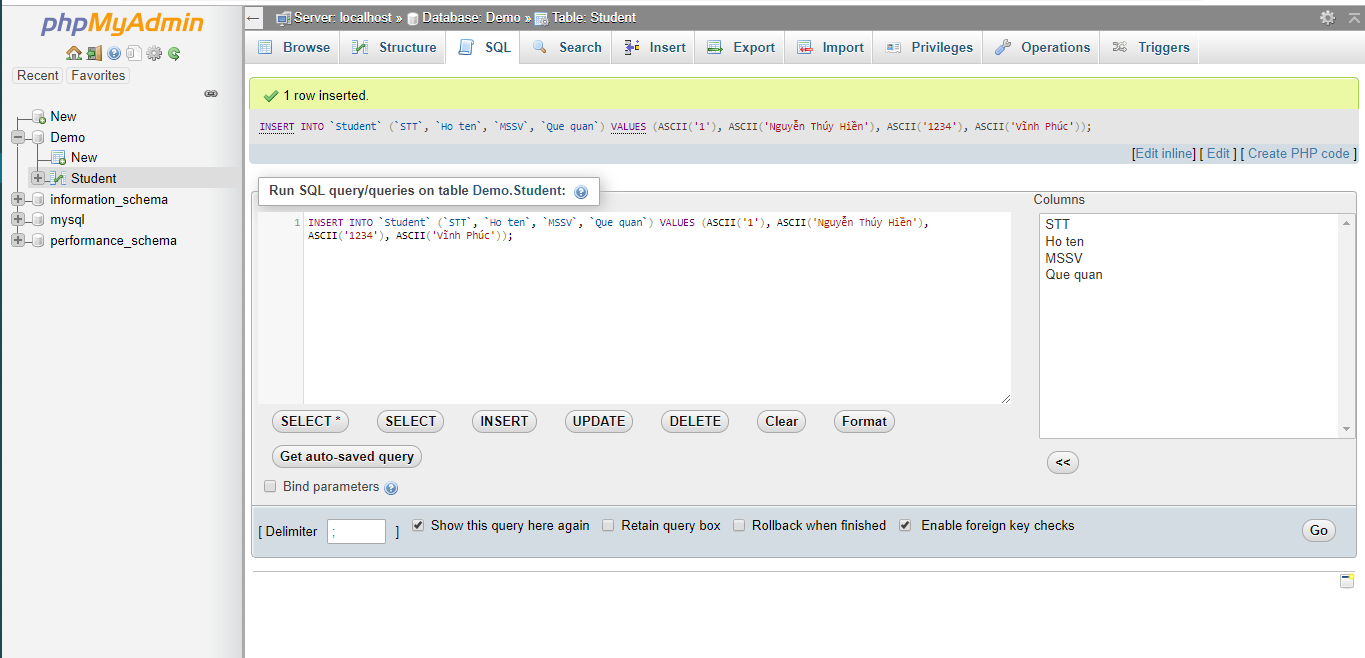 phpMyAdmin
Recent Favorites
New
Demo
New
Student
information_schema
mysql
performance_schema
Server: localhost » Database: Demo » Table: Student
Browse Structure SQL Search Insert Export Import Privileges Operations Triggers
1 row inserted.
INSERT INTO `Student` (`STT`, `Ho ten`, `MSSV`, `Que quan`) VALUES (ASCII('1'), ASCII('Nguyễn Thúy Hiền'), ASCII('1234'), ASCII('Vĩnh Phúc'));
[Edit inline] [ Edit ] [ Create PHP code ]
Run SQL query/queries on table Demo.Student:
1 INSERT INTO `Student` (`STT`, `Ho ten`, `MSSV`, `Que quan`) VALUES (ASCII('1'), ASCII('Nguyễn Thúy Hiền'),
ASCII('1234'), ASCII('Vĩnh Phúc'));
Columns
STT
Ho ten
MSSV
Que quan
SELECT * SELECT INSERT UPDATE DELETE Clear Format
Get auto-saved query
<<
Bind parameters
[ Delimiter ; ] Show this query here again Retain query box Rollback when finished Enable foreign key checks Go